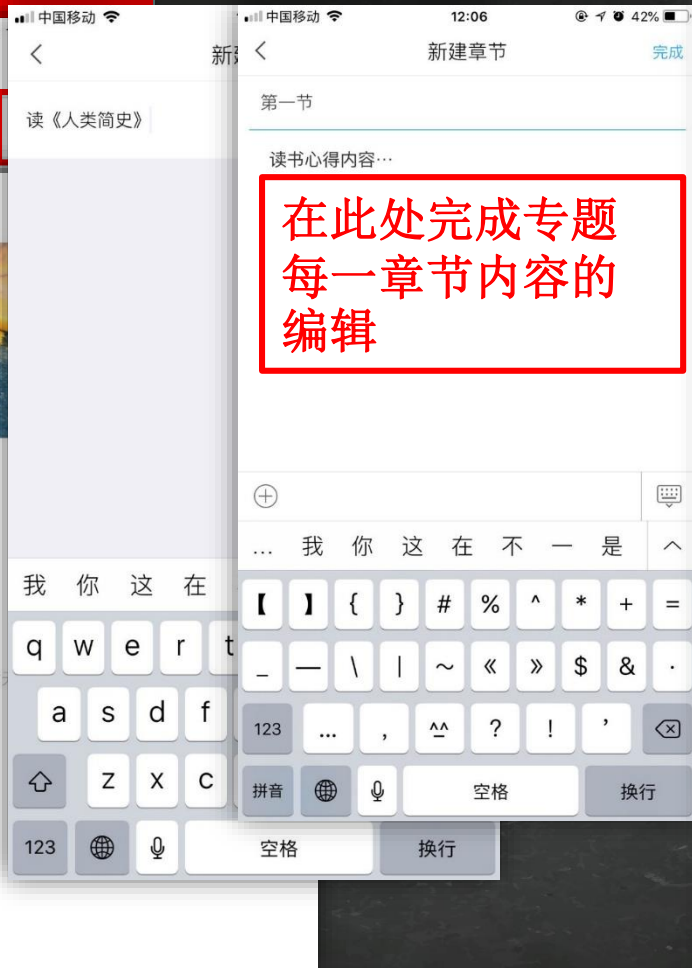 中国移动
新
读《人类简史》
我 你 这 在
q w e r t
a s d f
z x c
123 空格 换行
中国移动 12:06 42%
新建章节 完成
第一节
读书心得内容…
在此处完成专题
每一章节内容的
编辑
… 我 你 这 在 不 一 是
【 】 { } # % ^ * + =
_ — \ | ~ 《 》 $ & ·
123 … , ^^ ? ! ’
拼音 空格 换行